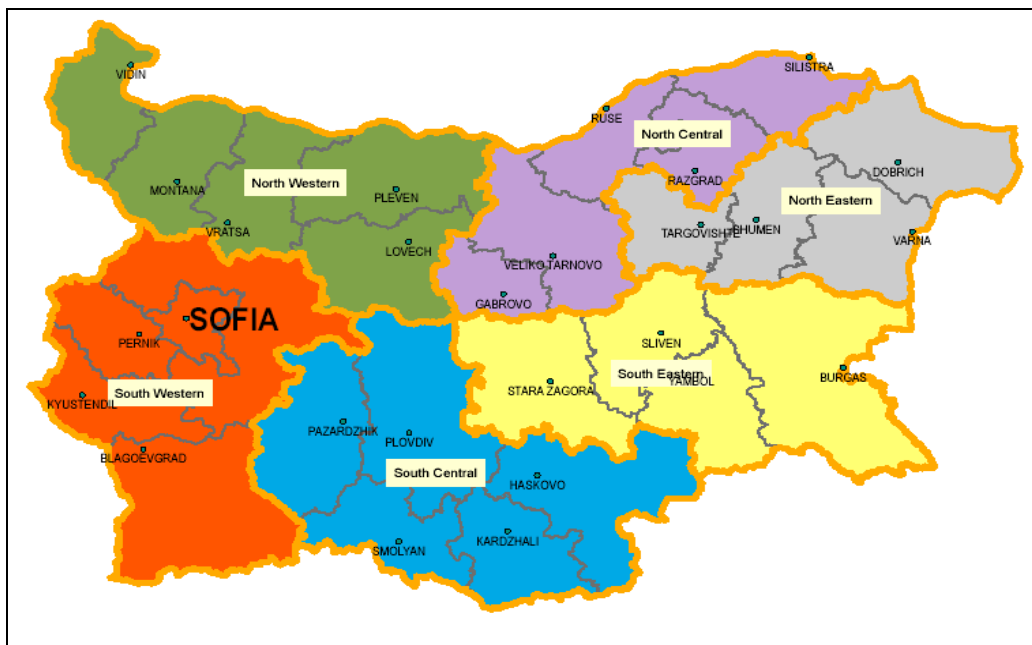 VIDIN
SILISTRA
RUSE
North Central
DOBRICH
RAZGRAD
MONTANA
North Western
PLEVEN
North Eastern
VRATSA
TARGOVISHTE
SHUMEN
VARNA
LOVECH
VELIKO TARNOVO
GABROVO
SOFIA
PERNIK
SLIVEN
South Eastern
YAMBOL
BURGAS
South Western
KYUSTENDIL
STARA ZAGORA
PAZARDZHIK
PLOVDIV
BLAGOEVGRAD
South Central
HASKOVO
SMOLYAN
KARDZHALI